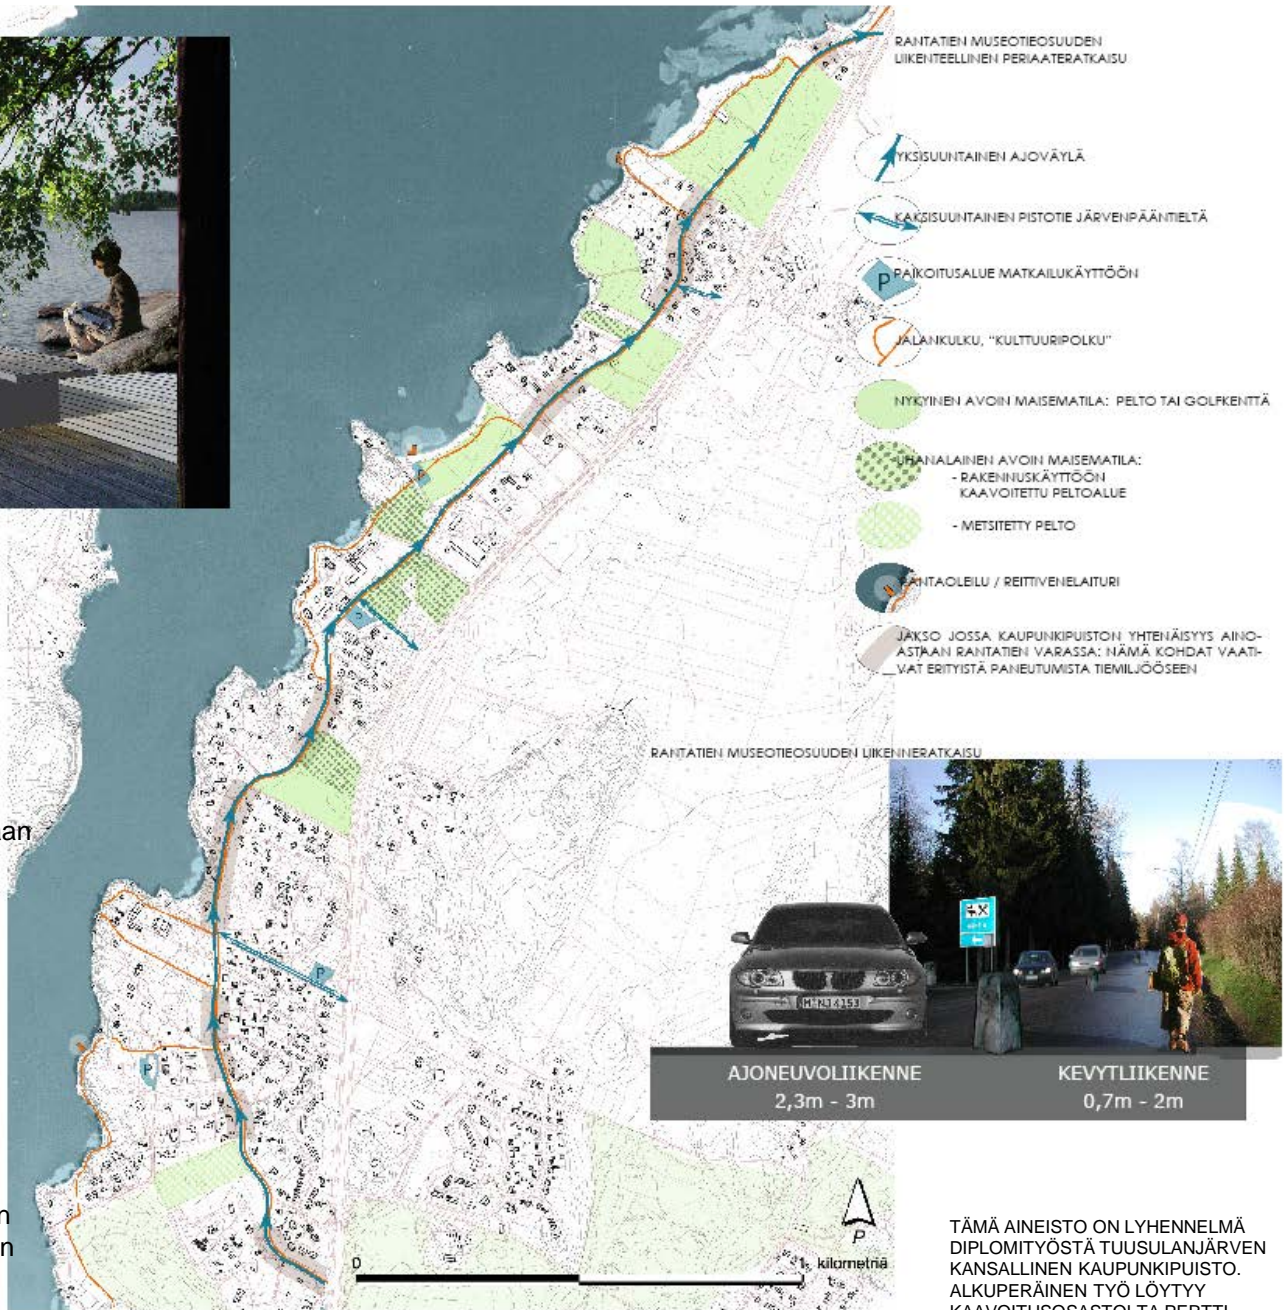 RANTATIEN MUSEOTIEOSUUDEN
LIIKENTEELLINEN PERIAATERATKAISU
YKSISUUNTAINEN AJOVÄYLÄ
KAKSISUUNTAINEN PISTOTIE JÄRVENPÄÄNTIELTÄ
P
PAIKOITUSALUE MATKAILUKÄYTTÖÖN
JALANKULKU, "KULTTUURIPOLKU"
NYKYINEN AVOIN MAISEMATILA: PELTO TAI GOLFKENTTÄ
UHANALAINEN AVOIN MAISEMATILA:
- RAKENNUSKÄYTTÖÖN
KAAVOITETTU PELTOALUE
- METSITETTY PELTO
RANTAOLEILU / REITTIVENELAITURI
JAKSO JOSSA KAUPUNKIPUISTON YHTENÄISYYS AINO-
ASTAAN RANTATIEN VARASSA: NÄMÄ KOHDAT VAATI-
VAT ERITYISTÄ PANEUTUMISTA TIEMILJÖÖSEEN
P
RANTATIEN MUSEOTIEOSUUDEN LIIKENNERATKAISU
an
P
P
AJONEUVOLIIKENNE
2,3m - 3m
KEVYTLIIKENNE
0,7m - 2m
n
n
P
0
1 kilometriä
TÄMÄ AINEISTO ON LYHENNELMÄ
DIPLOMITYÖSTÄ TUUSULANJÄRVEN
KANSALLINEN KAUPUNKIPUISTO.
ALKUPERÄINEN TYÖ LÖYTYY
KAAVOITUSOSASTOLTA PERTTI